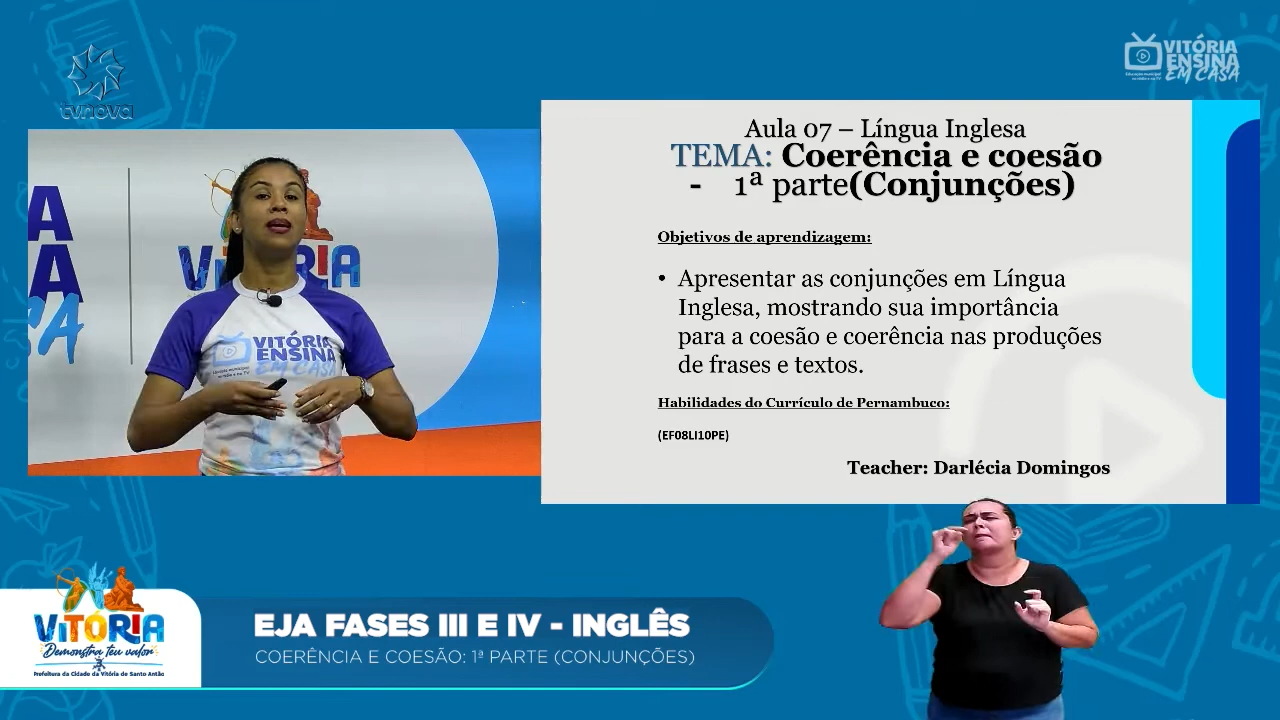 tvnova
VITÓRIA
ENSINA
EM CASA
Aula 07 – Língua Inglesa
TEMA: Coerência e coesão
- 1ª parte(Conjunções)
Objetivos de aprendizagem:
• Apresentar as conjunções em Língua
Inglesa, mostrando sua importância
para a coesão e coerência nas produções
de frases e textos.
Habilidades do Currículo de Pernambuco:
(EF08LI10PE)
Teacher: Darlécia Domingos
VITÓRIA
ENSINA
EM CASA
EJA FASES III E IV - INGLÊS
COERÊNCIA E COESÃO: 1ª PARTE (CONJUNÇÕES)
VITÓRIA
Demonstra teu valor
Prefeitura da Cidade da Vitória de Santo Antão